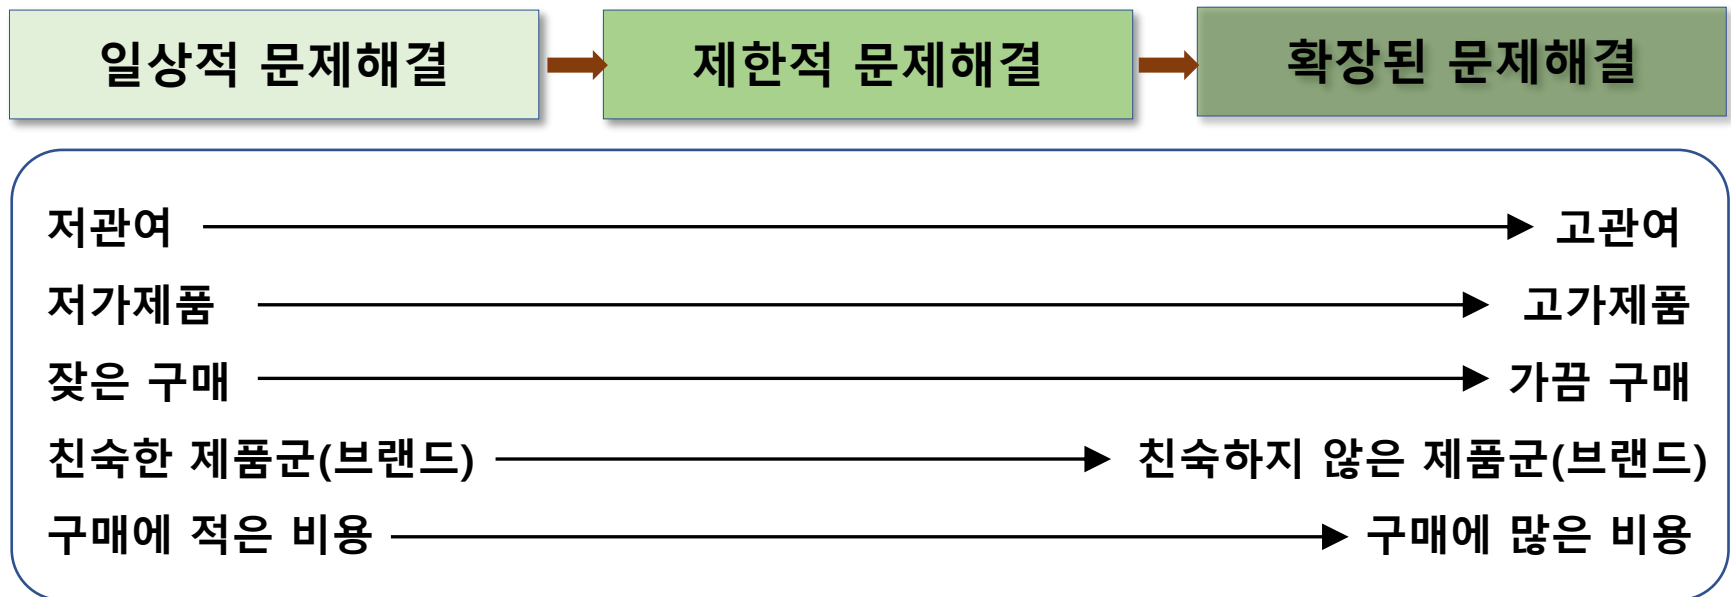 일상적 문제해결 제한적 문제해결 확장된 문제해결
저관여 고관여
저가제품 고가제품
잦은 구매 가끔 구매
친숙한 제품군(브랜드) 친숙하지 않은 제품군(브랜드)
구매에 적은 비용 구매에 많은 비용